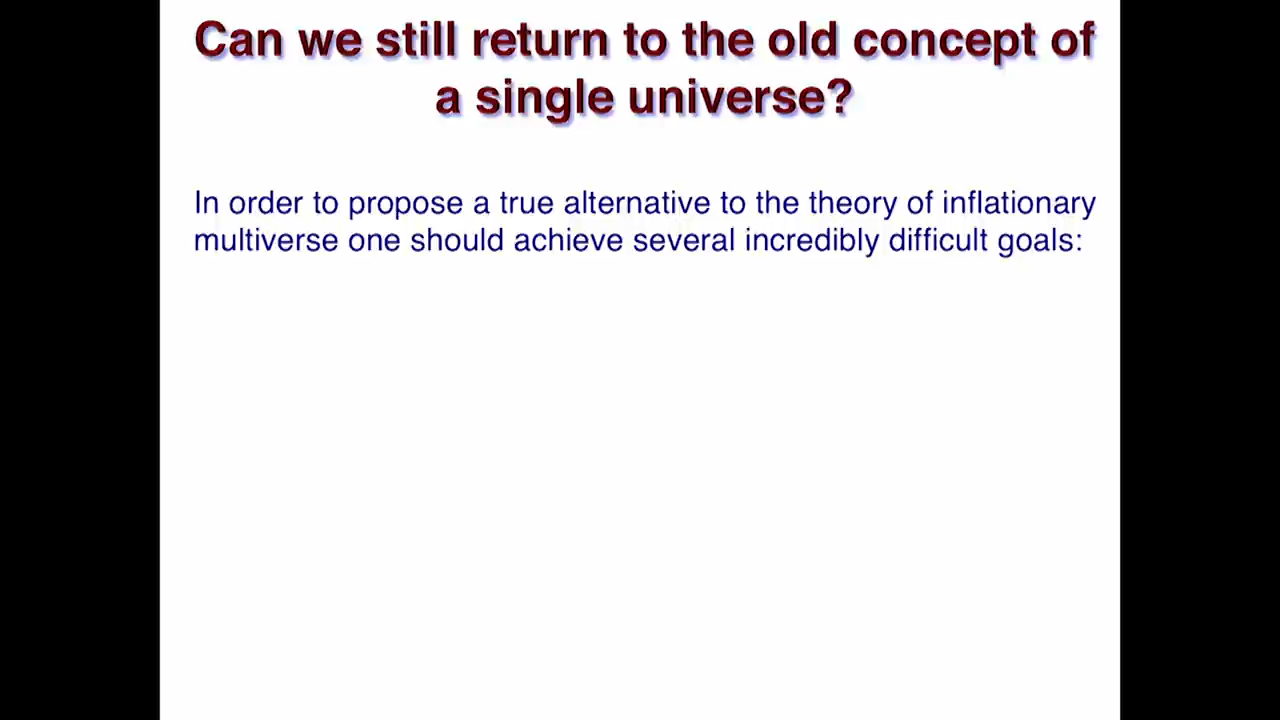 Can we still return to the old concept of
a single universe?
In order to propose a true alternative to the theory of inflationary
multiverse one should achieve several incredibly difficult goals: